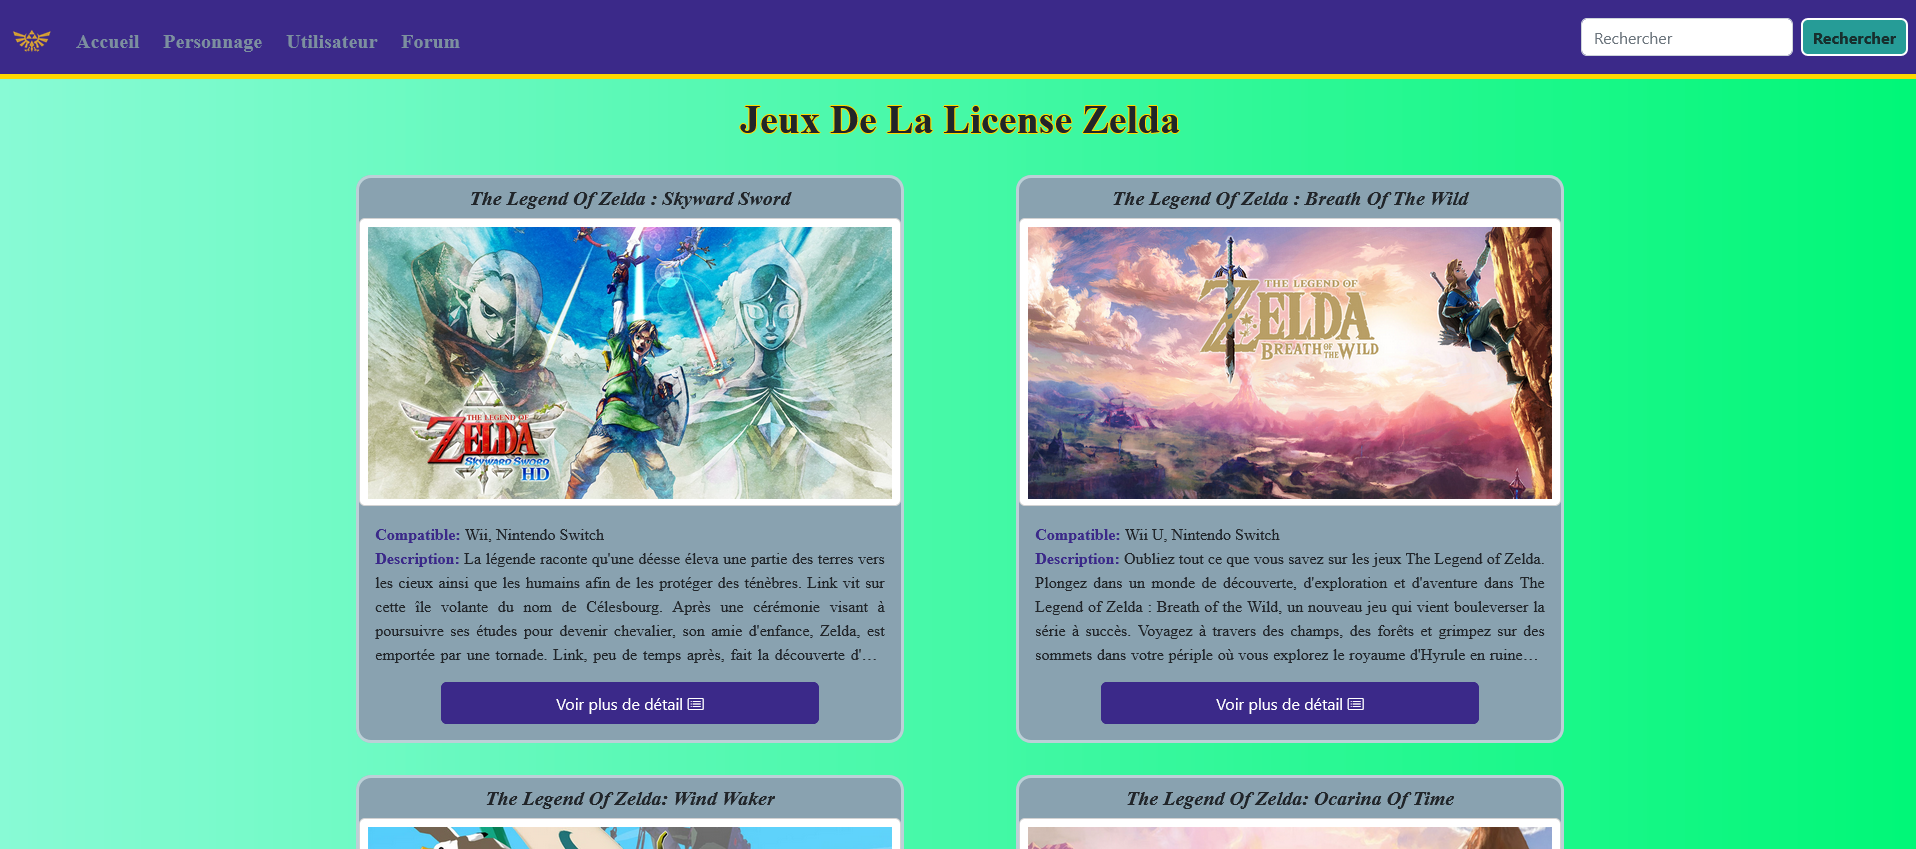 Accueil Personnage Utilisateur Forum Rechercher Rechercher
Jeux De La License Zelda
The Legend Of Zelda : Skyward Sword
THE LEGEND OF
ZELDA
SKYWARD SWORD
HD
Compatible: Wii, Nintendo Switch
Description: La légende raconte qu'une déesse éleva une partie des terres vers
les cieux ainsi que les humains afin de les protéger des ténèbres. Link vit sur
cette île volante du nom de Célesbourg. Après une cérémonie visant à
poursuivre ses études pour devenir chevalier, son amie d'enfance, Zelda, est
emportée par une tornade. Link, peu de temps après, fait la découverte d'…
Voir plus de détail
The Legend Of Zelda : Breath Of The Wild
THE LEGEND OF
ZELDA
BREATH OF THE WILD
Compatible: Wii U, Nintendo Switch
Description: Oubliez tout ce que vous savez sur les jeux The Legend of Zelda.
Plongez dans un monde de découverte, d'exploration et d'aventure dans The
Legend of Zelda : Breath of the Wild, un nouveau jeu qui vient bouleverser la
série à succès. Voyagez à travers des champs, des forêts et grimpez sur des
sommets dans votre périple où vous explorez le royaume d'Hyrule en ruine…
Voir plus de détail
The Legend Of Zelda: Wind Waker
The Legend Of Zelda: Ocarina Of Time